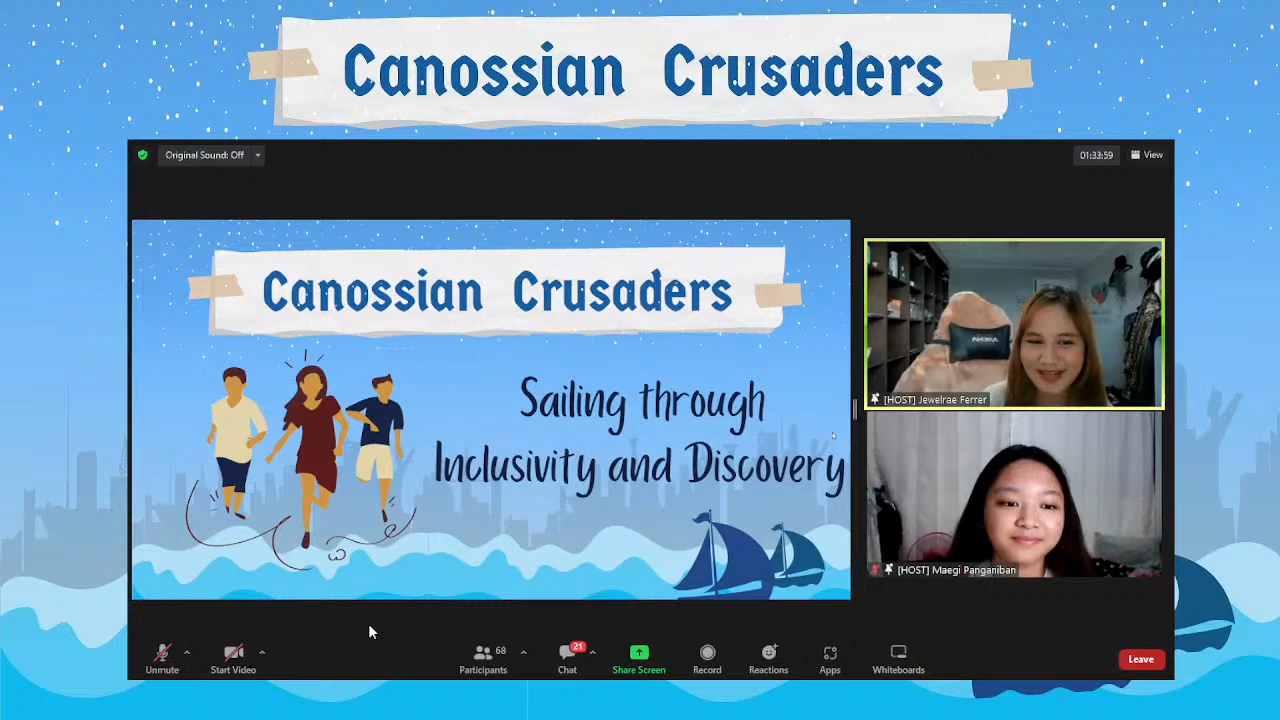 Canossian Crusaders
Original Sound: Off
01:33:59
View
Canossian Crusaders
Sailing through
Inclusivity and Discovery
[HOST] Jewelrae Ferrer
[HOST] Maegi Panganiban
Unmute
Start Video
68
Participants
21
Chat
Share Screen
Record
Reactions
Apps
Whiteboards
Leave